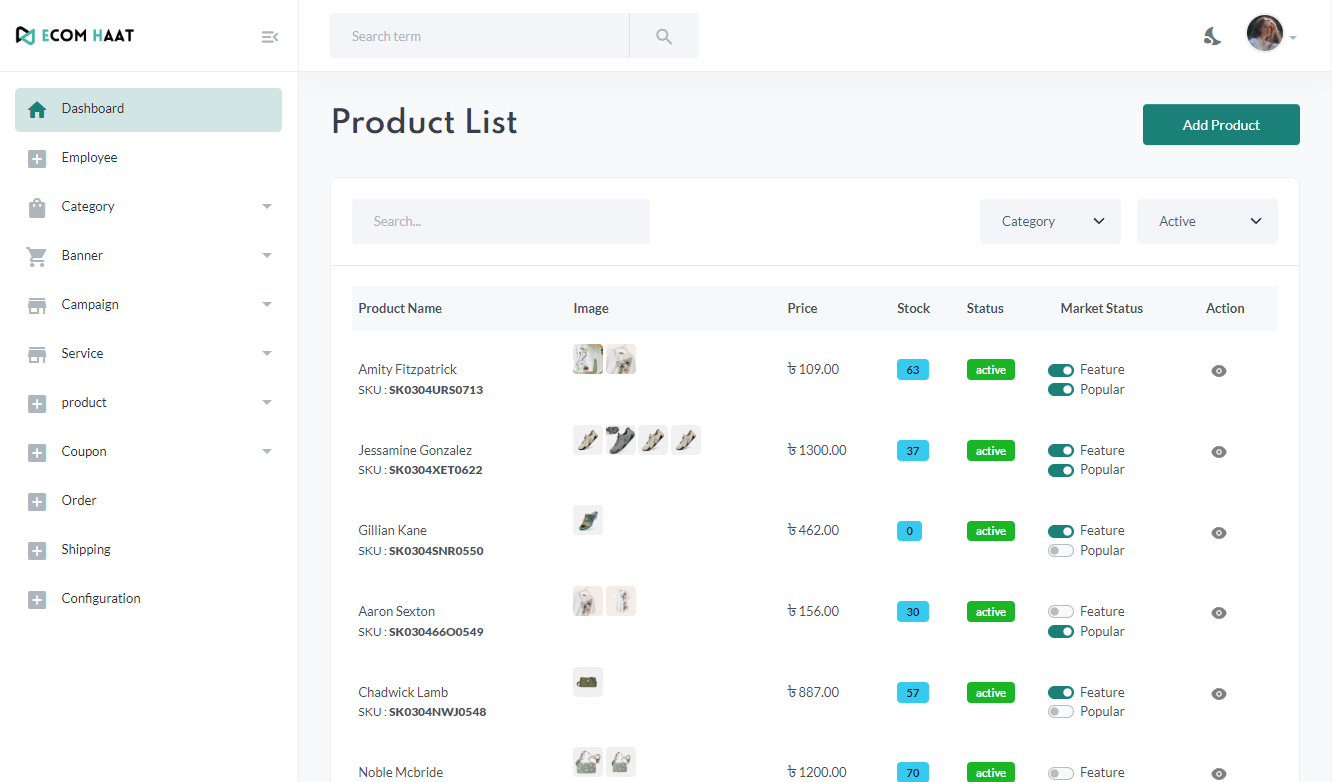 ECOM HAAT
Search term
Dashboard
Employee
Category
Banner
Campaign
Service
product
Coupon
Order
Shipping
Configuration
Product List
Add Product
Search...
Category
Active
Product Name Image Price Stock Status Market Status Action
Amity Fitzpatrick ৳ 109.00 63 active Feature
SKU : SK0304URS0713 Popular
Jessamine Gonzalez ৳ 1300.00 37 active Feature
SKU : SK0304XET0622 Popular
Gillian Kane ৳ 462.00 0 active Feature
SKU : SK0304SNR0550 Popular
Aaron Sexton ৳ 156.00 30 active Feature
SKU : SK030466O0549 Popular
Chadwick Lamb ৳ 887.00 57 active Feature
SKU : SK0304NWJ0548 Popular
Noble Mcbride ৳ 1200.00 70 active Feature